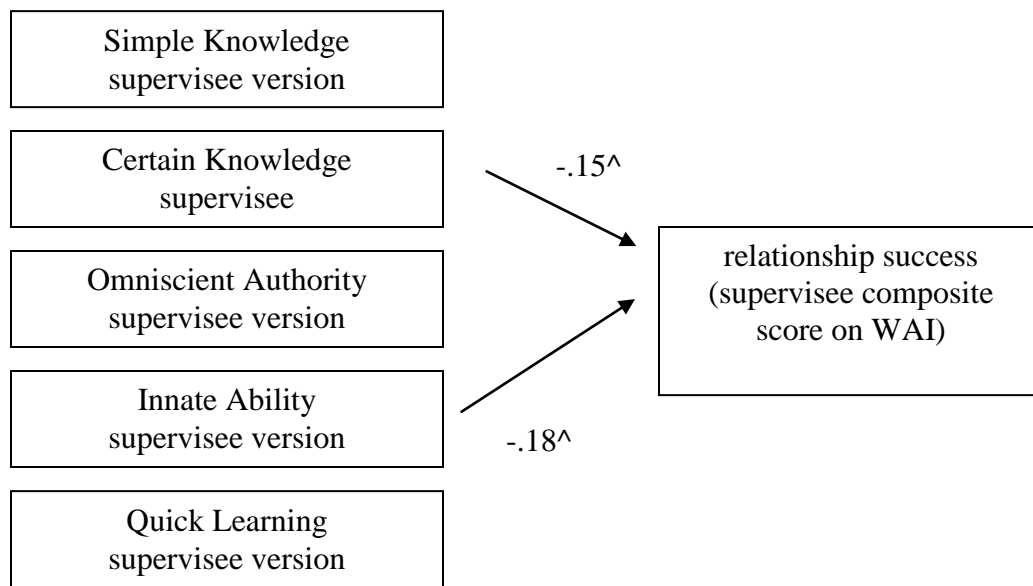 Simple Knowledge
supervisee version
Certain Knowledge
supervisee
-.15^
Omniscient Authority
supervisee version
relationship success
(supervisee composite
score on WAI)
Innate Ability
supervisee version
-.18^
Quick Learning
supervisee version